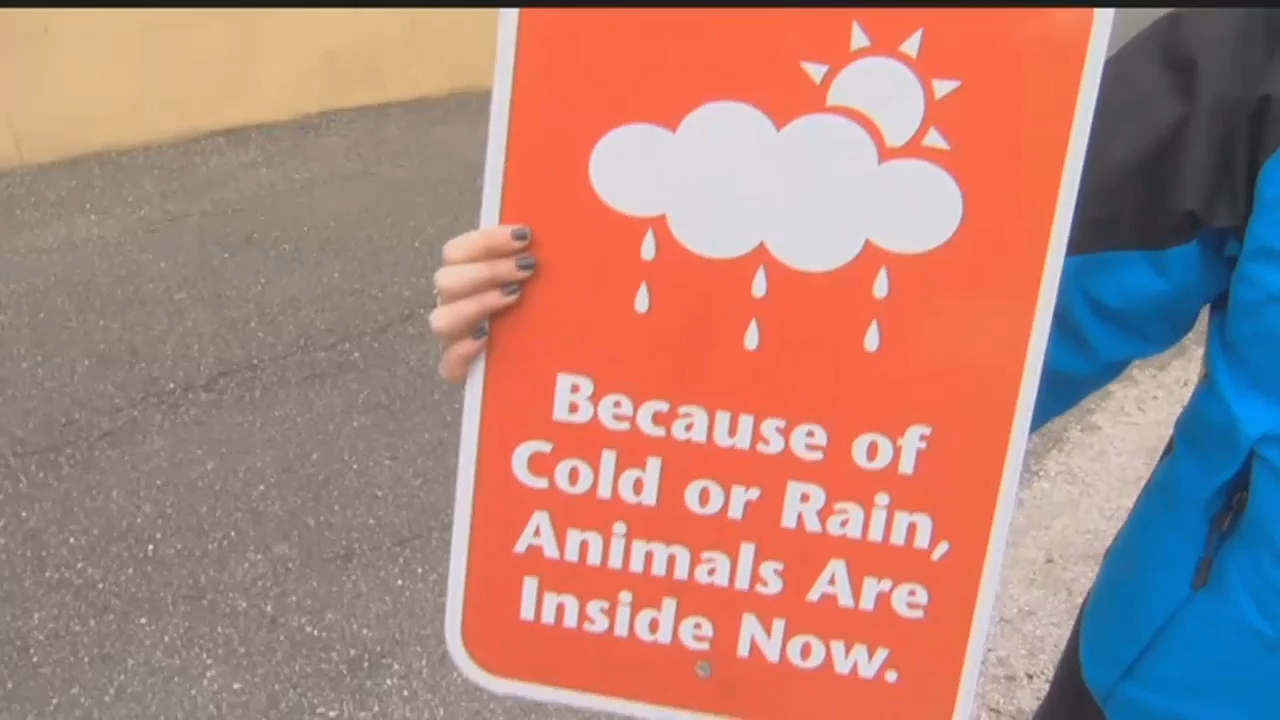 Because of
Cold or Rain,
Animals Are
Inside Now.